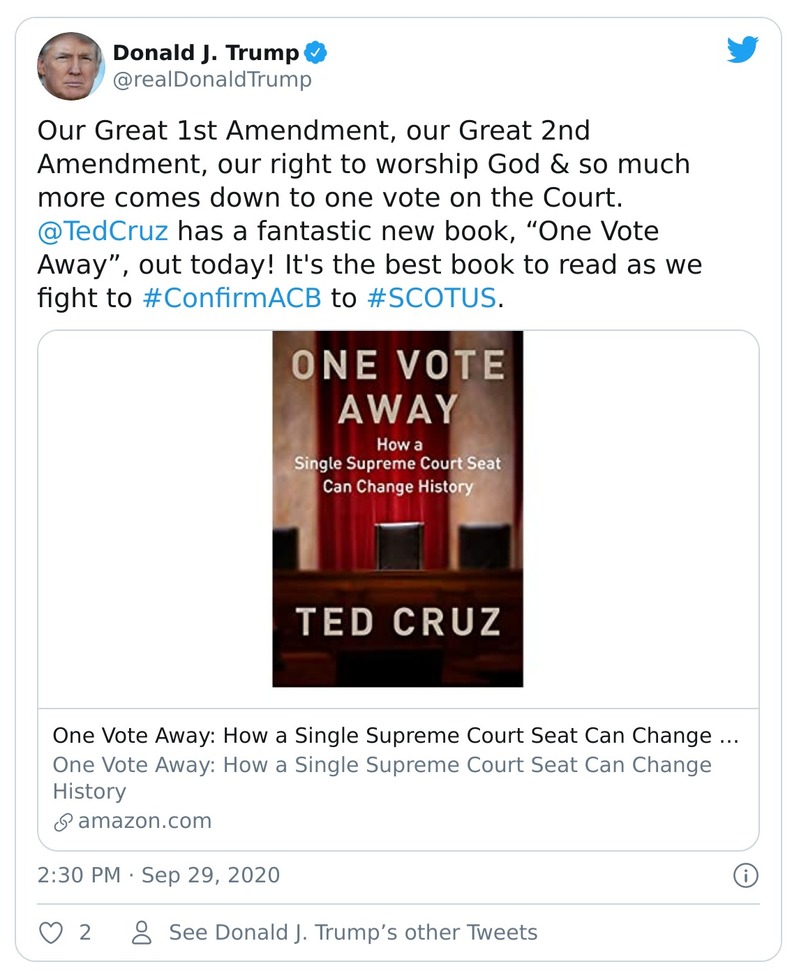 Donald J. Trump
@realDonaldTrump
Our Great 1st Amendment, our Great 2nd
Amendment, our right to worship God & so much
more comes down to one vote on the Court.
@TedCruz has a fantastic new book, “One Vote
Away”, out today! It's the best book to read as we
fight to #ConfirmACB to #SCOTUS.
ONE VOTE
AWAY
How a
Single Supreme Court Seat
Can Change History
TED CRUZ
One Vote Away: How a Single Supreme Court Seat Can Change ...
One Vote Away: How a Single Supreme Court Seat Can Change
History
amazon.com
2:30 PM · Sep 29, 2020
2 See Donald J. Trump’s other Tweets